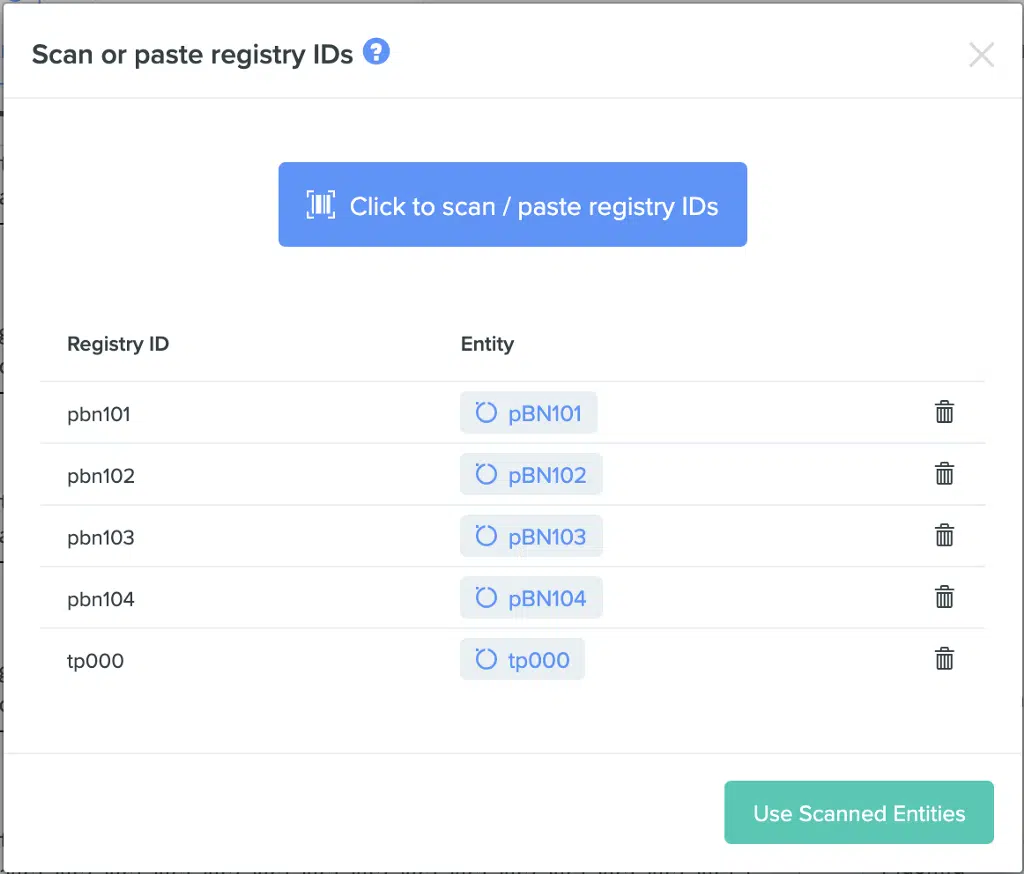 Scan or paste registry IDs ?
Click to scan / paste registry IDs
Registry ID Entity
pbn101 pBN101
pbn102 pBN102
pbn103 pBN103
pbn104 pBN104
tp000 tp000
Use Scanned Entities